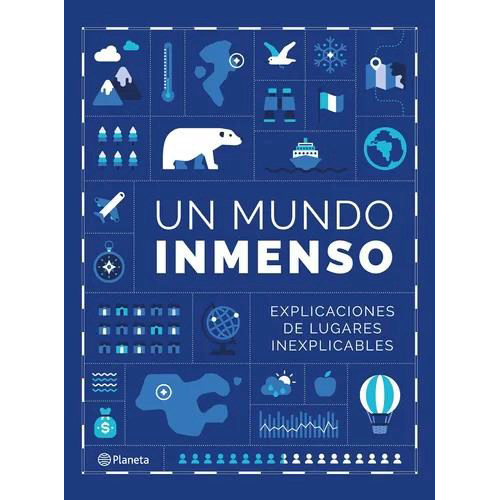 UN MUNDO
INMENSO
EXPLICACIONES
DE LUGARES
INEXPLICABLES
$
Planeta